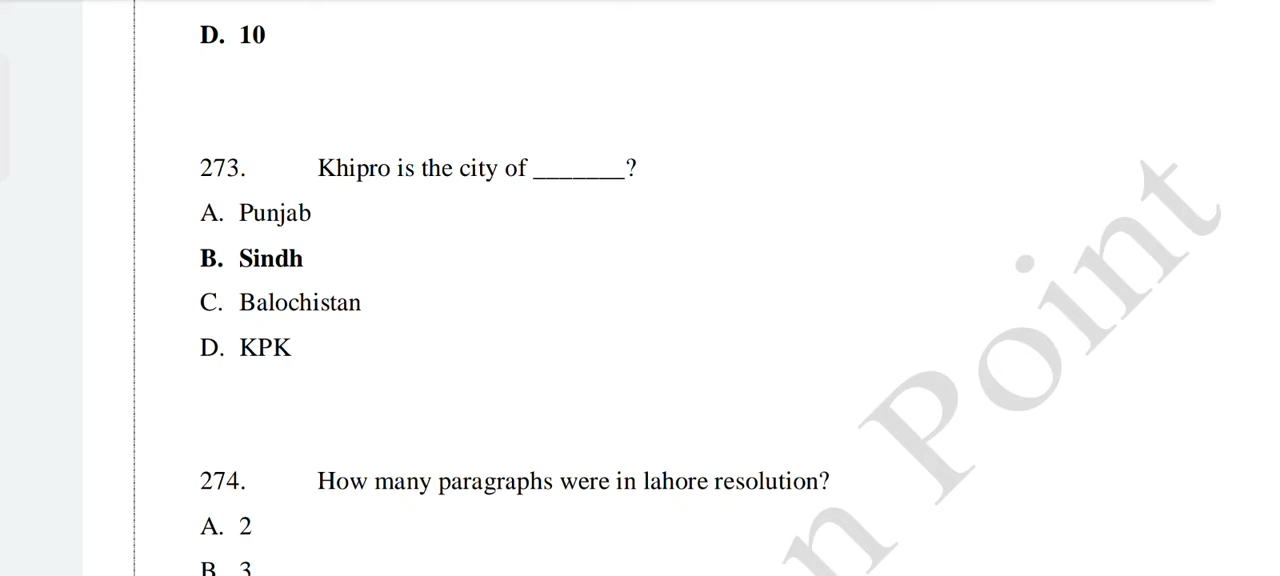 D. 10
273. Khipro is the city of _______?
A. Punjab
B. Sindh
C. Balochistan
D. KPK
274. How many paragraphs were in lahore resolution?
A. 2
B. 3
n Point